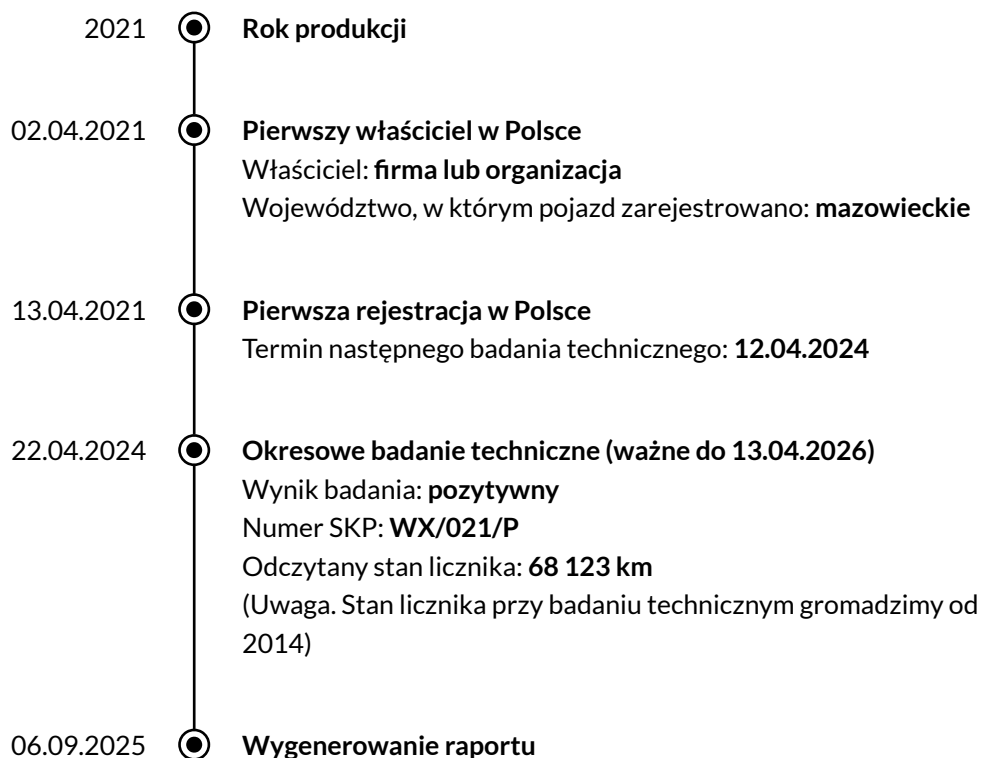 2021 Rok produkcji
02.04.2021 Pierwszy właściciel w Polsce
Właściciel: firma lub organizacja
Województwo, w którym pojazd zarejestrowano: mazowieckie
13.04.2021 Pierwsza rejestracja w Polsce
Termin następnego badania technicznego: 12.04.2024
22.04.2024 Okresowe badanie techniczne (ważne do 13.04.2026)
Wynik badania: pozytywny
Numer SKP: WX/021/P
Odczytany stan licznika: 68 123 km
(Uwaga. Stan licznika przy badaniu technicznym gromadzimy od
2014)
06.09.2025 Wygenerowanie raportu